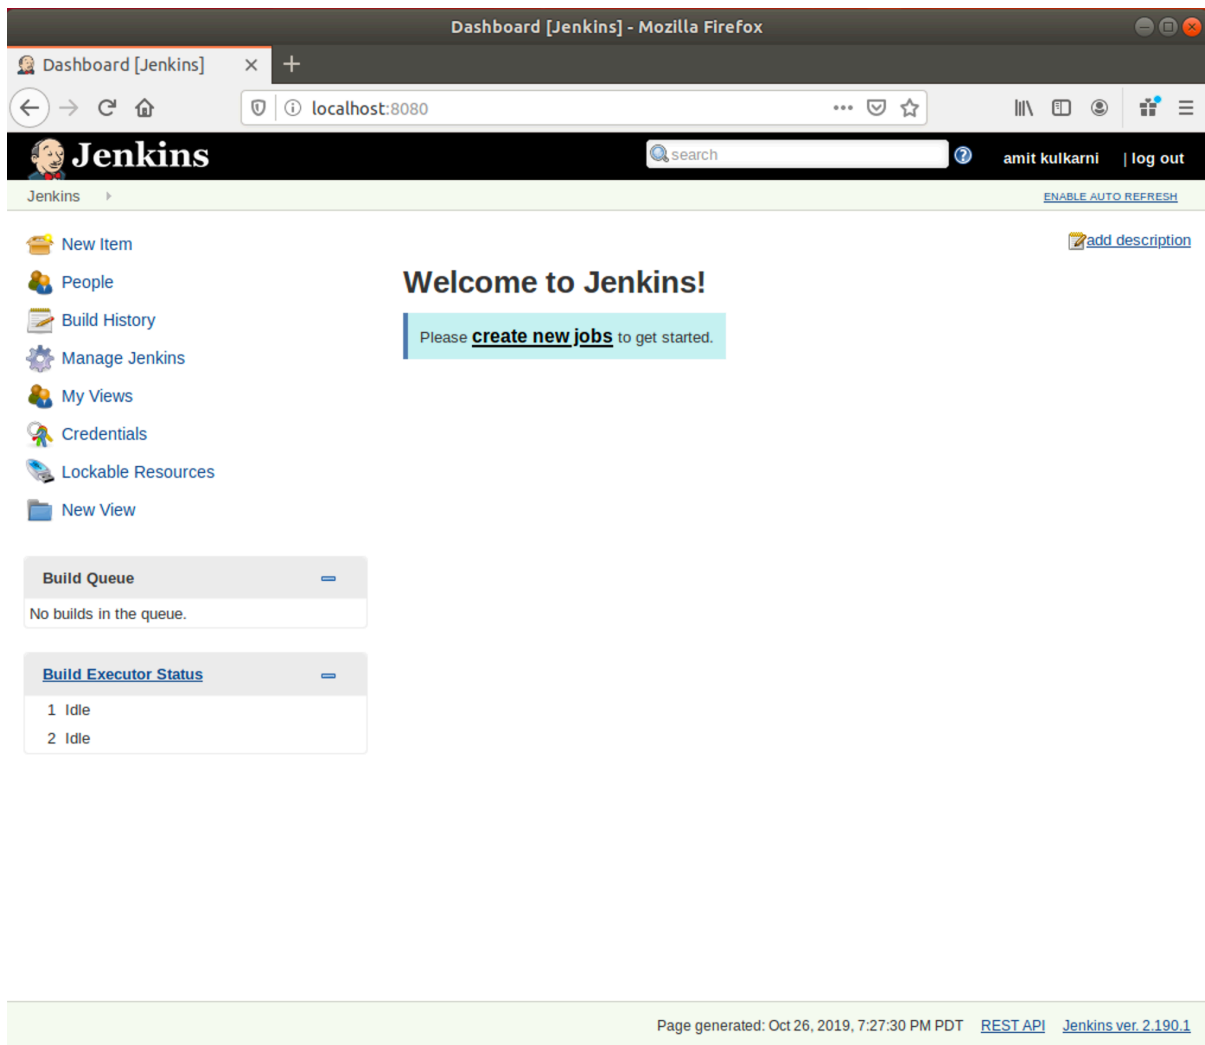 Dashboard [Jenkins] - Mozilla Firefox
Dashboard [Jenkins]
localhost:8080
Jenkins
search
amit kulkarni | log out
Jenkins
ENABLE AUTO REFRESH
New Item
People
Build History
Manage Jenkins
My Views
Credentials
Lockable Resources
New View
add description
Welcome to Jenkins!
Please create new jobs to get started.
Build Queue
No builds in the queue.
Build Executor Status
1 Idle
2 Idle
Page generated: Oct 26, 2019, 7:27:30 PM PDT REST API Jenkins ver. 2.190.1